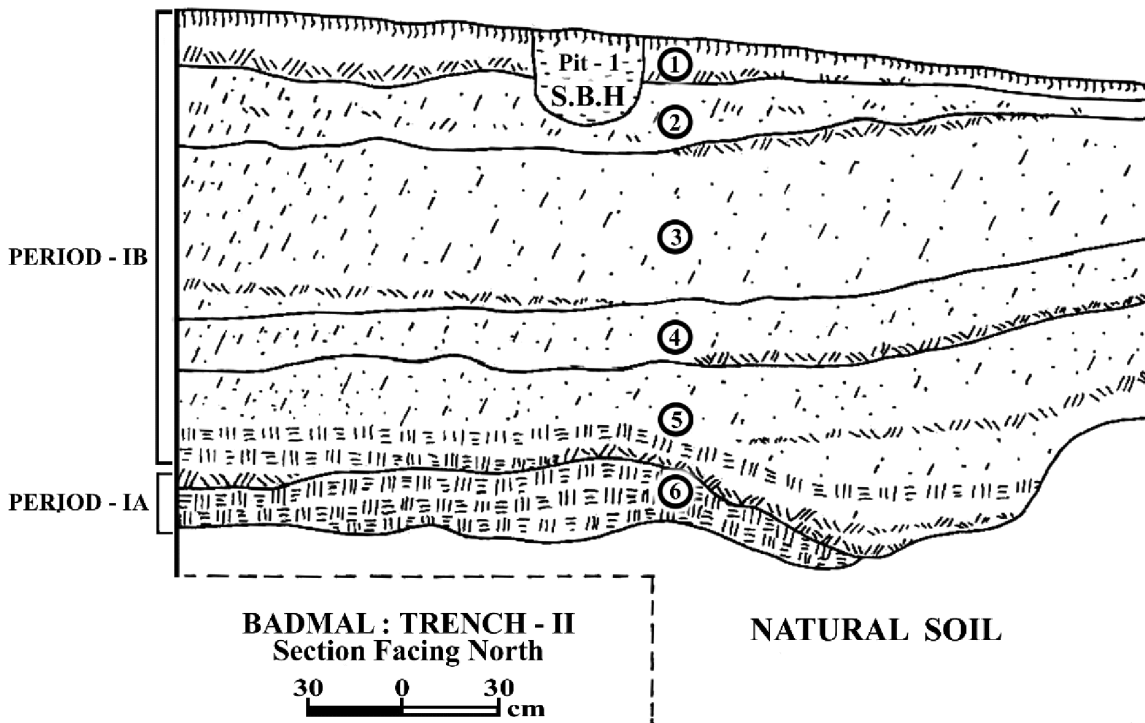 Pit - 1
S.B.H
1
2
3
4
5
6
PERIOD - IB
PERIOD - IA
BADMAL : TRENCH - II
Section Facing North
30 0 30
cm
NATURAL SOIL